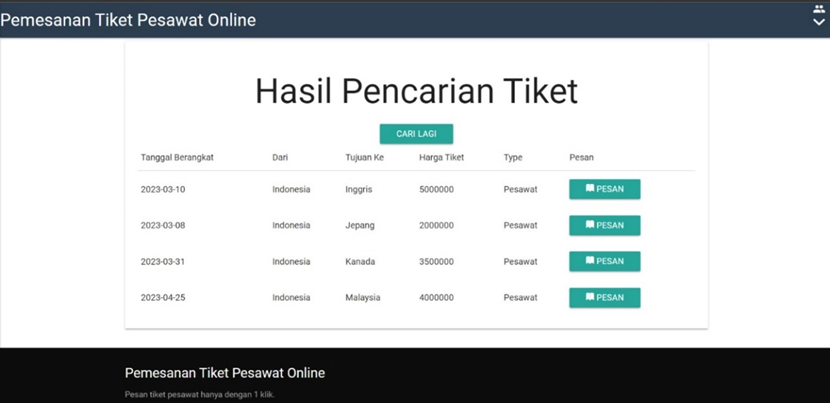 Pemesanan Tiket Pesawat Online
Hasil Pencarian Tiket
CARI LAGI
Tanggal Berangkat Dari Tujuan Ke Harga Tiket Type Pesan
2023-03-10 Indonesia Inggris 5000000 Pesawat PESAN
2023-03-08 Indonesia Jepang 2000000 Pesawat PESAN
2023-03-31 Indonesia Kanada 3500000 Pesawat PESAN
2023-04-25 Indonesia Malaysia 4000000 Pesawat PESAN
Pemesanan Tiket Pesawat Online
Pesan tiket pesawat hanya dengan 1 klik.